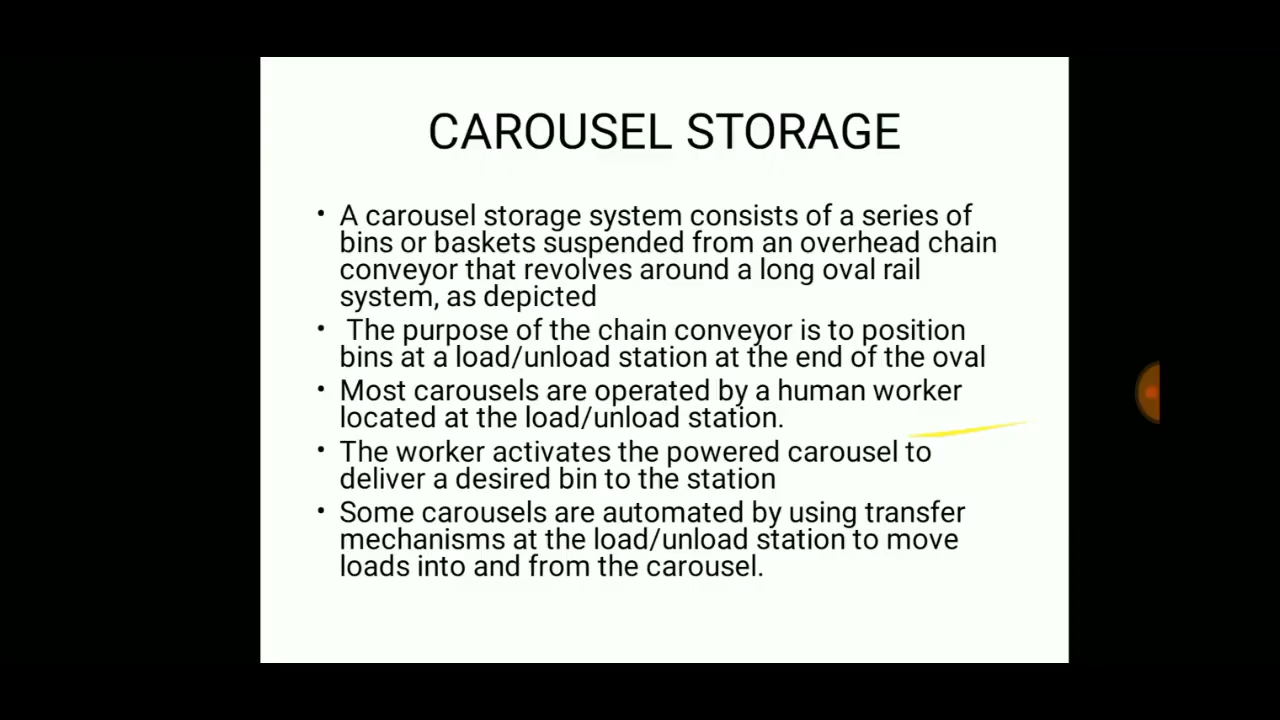 CAROUSEL STORAGE
• A carousel storage system consists of a series of
bins or baskets suspended from an overhead chain
conveyor that revolves around a long oval rail
system, as depicted
• The purpose of the chain conveyor is to position
bins at a load/unload station at the end of the oval
• Most carousels are operated by a human worker
located at the load/unload station.
• The worker activates the powered carousel to
deliver a desired bin to the station
• Some carousels are automated by using transfer
mechanisms at the load/unload station to move
loads into and from the carousel.